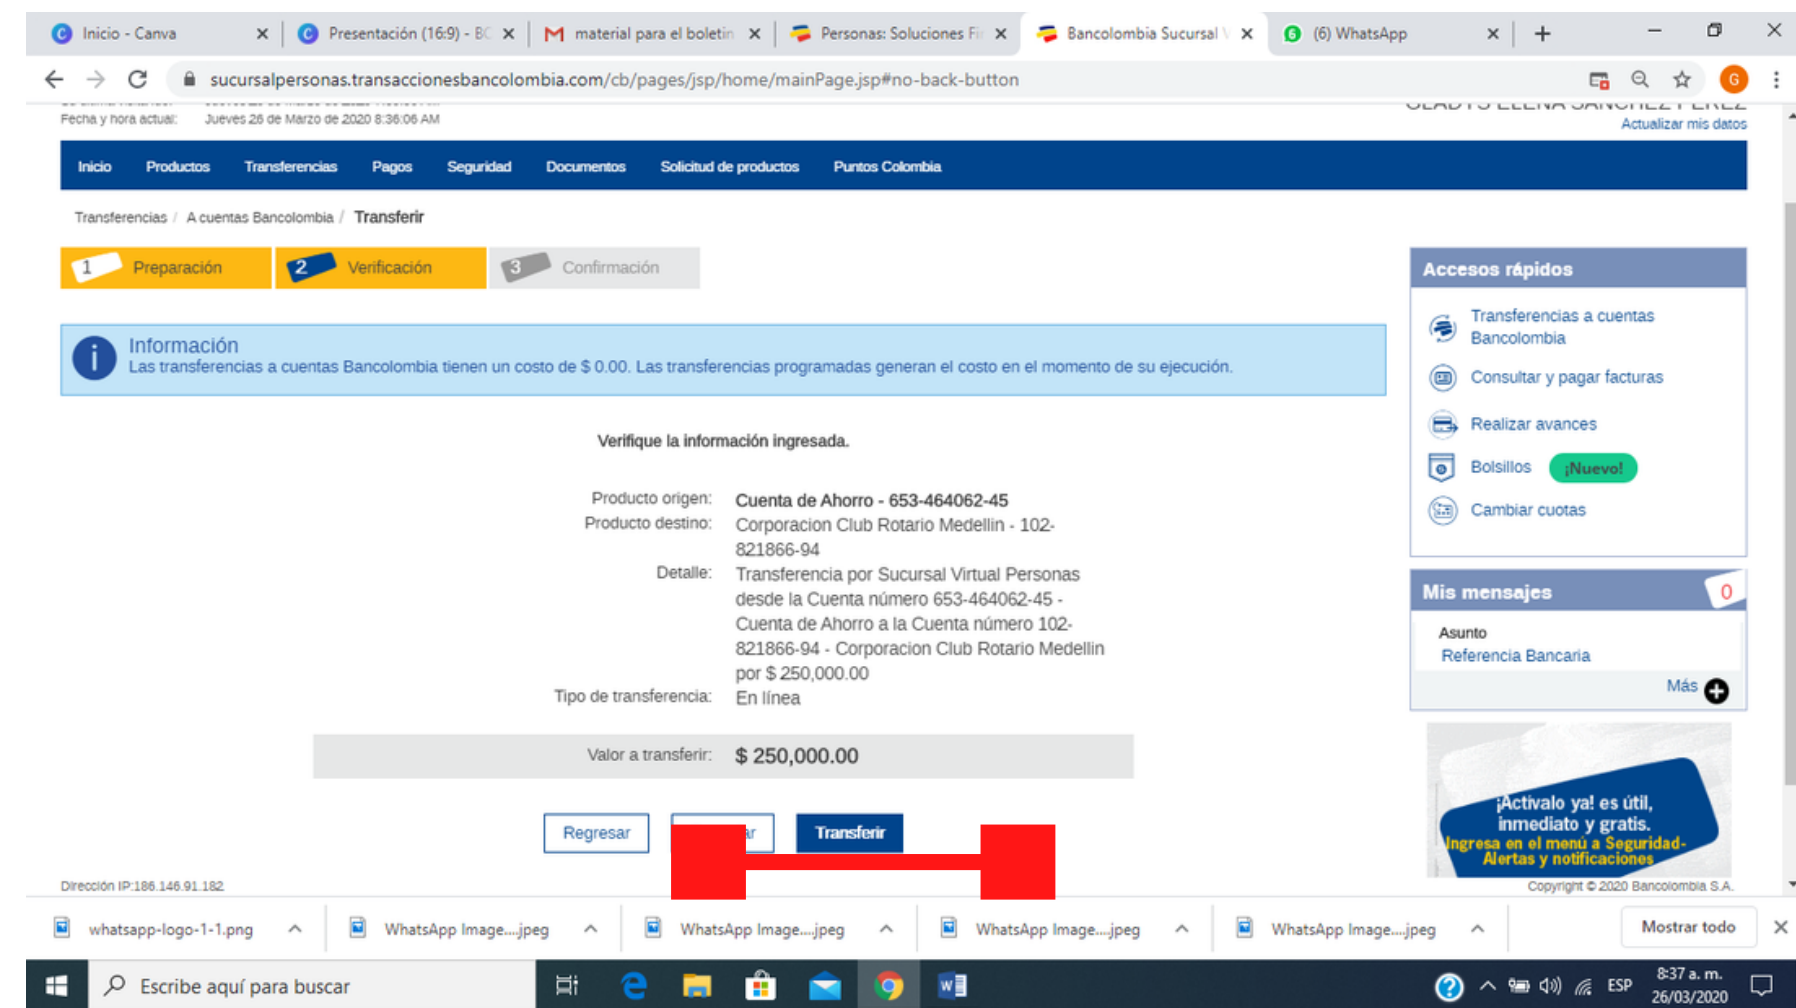 Inicio - Canva
Presentación (16:9) - BC
material para el boletin
Personas: Soluciones Fi
Bancolombia Sucursal V
6 (6) WhatsApp
sucursalpersonas.transaccionesbancolombia.com/cb/pages/jsp/home/mainPage.jsp#no-back-button
G
Fecha y hora actual: Jueves 26 de Marzo de 2020 8:36:06 AM
GLADYS ELENA SANCHEZ PEREZ
Actualizar mis datos
Inicio Productos Transferencias Pagos Seguridad Documentos Solicitud de productos Puntos Colombia
Transferencias / A cuentas Bancolombia / Transferir
1 Preparación 2 Verificación 3 Confirmación
Información
Las transferencias a cuentas Bancolombia tienen un costo de $ 0.00. Las transferencias programadas generan el costo en el momento de su ejecución.
Verifique la información ingresada.
Producto origen: Cuenta de Ahorro - 653-464062-45
Producto destino: Corporacion Club Rotario Medellin - 102-
821866-94
Detalle: Transferencia por Sucursal Virtual Personas
desde la Cuenta número 653-464062-45 -
Cuenta de Ahorro a la Cuenta número 102-
821866-94 - Corporacion Club Rotario Medellin
por $ 250,000.00
Tipo de transferencia: En línea
Valor a transferir: $ 250,000.00
Regresar
ar
Transferir
Dirección IP:186.146.91.182
Accesos rápidos
Transferencias a cuentas
Bancolombia
Consultar y pagar facturas
Realizar avances
Bolsillos ¡Nuevo!
Cambiar cuotas
Mis mensajes 0
Asunto
Referencia Bancaria
Más
¡Activalo ya! es útil,
inmediato y gratis.
Ingresa en el menú a Seguridad-
Alertas y notificaciones
Copyright © 2020 Bancolombia S.A.
whatsapp-logo-1-1.png
WhatsApp Image....jpeg
WhatsApp Image....jpeg
WhatsApp Image....jpeg
WhatsApp Image....jpeg
Mostrar todo
Escribe aquí para buscar
ESP
8:37 a. m.
26/03/2020